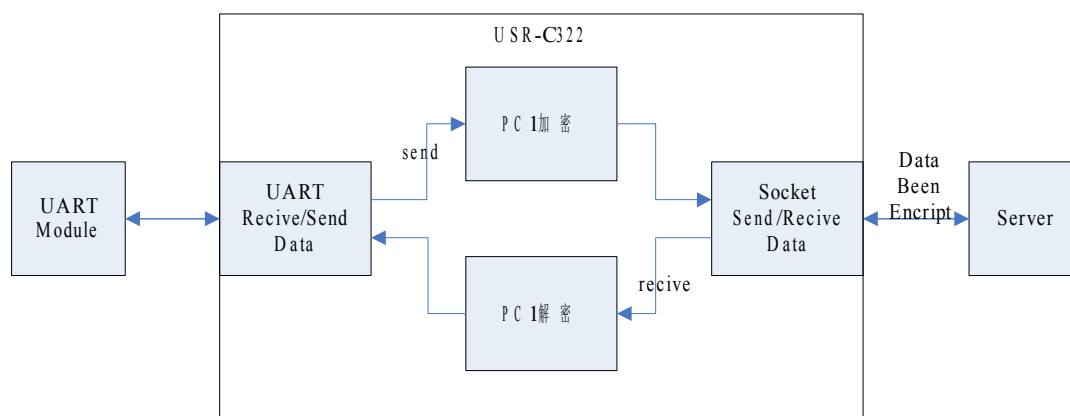 USR-C322
PC1加密
send
UART
Module
UART
Recive/Send
Data
Socket
Send/Recive
Data
Data
Been
Encript
Server
recive
PC1解密